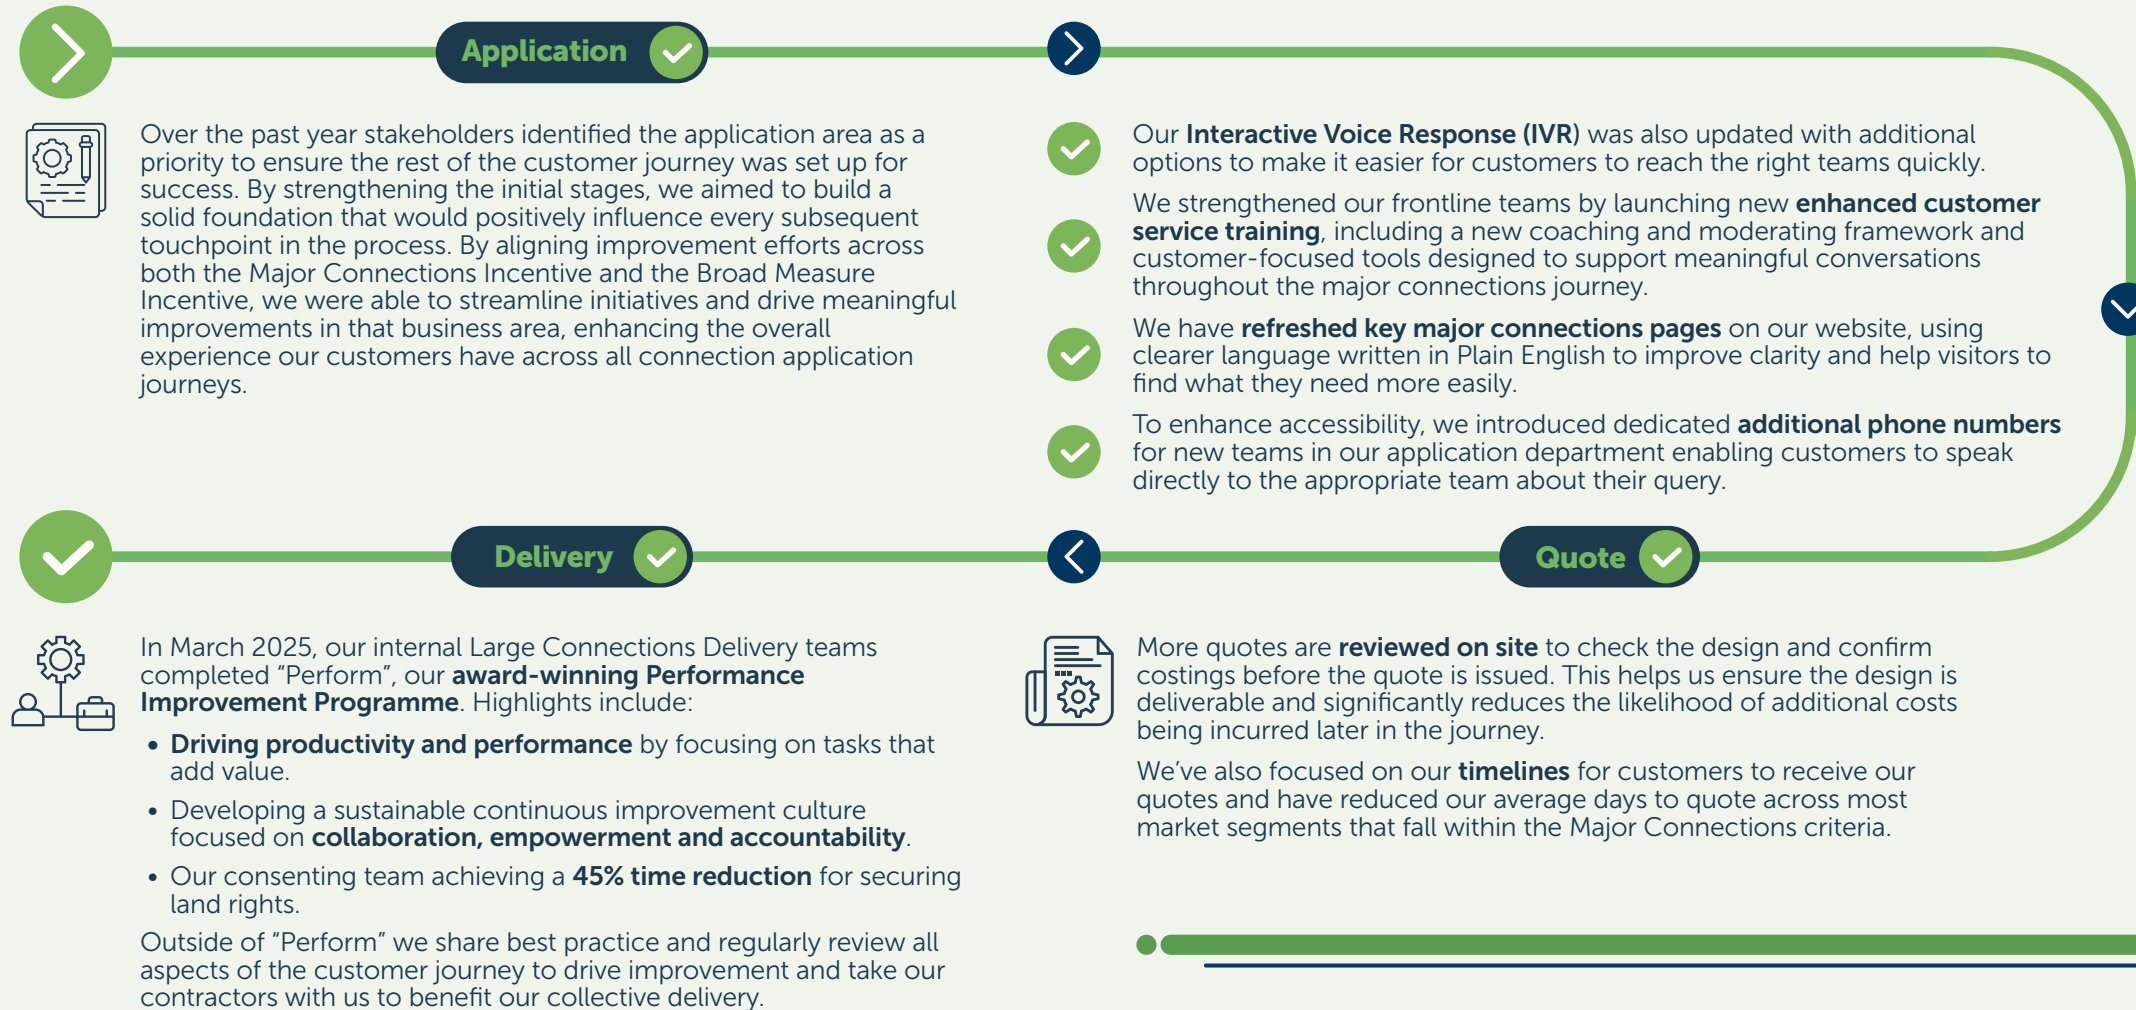 Application
Over the past year stakeholders identified the application area as a
priority to ensure the rest of the customer journey was set up for
success. By strengthening the initial stages, we aimed to build a
solid foundation that would positively influence every subsequent
touchpoint in the process. By aligning improvement efforts across
both the Major Connections Incentive and the Broad Measure
Incentive, we were able to streamline initiatives and drive meaningful
improvements in that business area, enhancing the overall
experience our customers have across all connection application
journeys.
Our Interactive Voice Response (IVR) was also updated with additional
options to make it easier for customers to reach the right teams quickly.
We strengthened our frontline teams by launching new enhanced customer
service training, including a new coaching and moderating framework and
customer-focused tools designed to support meaningful conversations
throughout the major connections journey.
We have refreshed key major connections pages on our website, using
clearer language written in Plain English to improve clarity and help visitors to
find what they need more easily.
To enhance accessibility, we introduced dedicated additional phone numbers
for new teams in our application department enabling customers to speak
directly to the appropriate team about their query.
Quote
More quotes are reviewed on site to check the design and confirm
costings before the quote is issued. This helps us ensure the design is
deliverable and significantly reduces the likelihood of additional costs
being incurred later in the journey.
We’ve also focused on our timelines for customers to receive our
quotes and have reduced our average days to quote across most
market segments that fall within the Major Connections criteria.
Delivery
In March 2025, our internal Large Connections Delivery teams
completed “Perform”, our award-winning Performance
Improvement Programme. Highlights include:
• Driving productivity and performance by focusing on tasks that
add value.
• Developing a sustainable continuous improvement culture
focused on collaboration, empowerment and accountability.
• Our consenting team achieving a 45% time reduction for securing
land rights.
Outside of “Perform” we share best practice and regularly review all
aspects of the customer journey to drive improvement and take our
contractors with us to benefit our collective delivery.